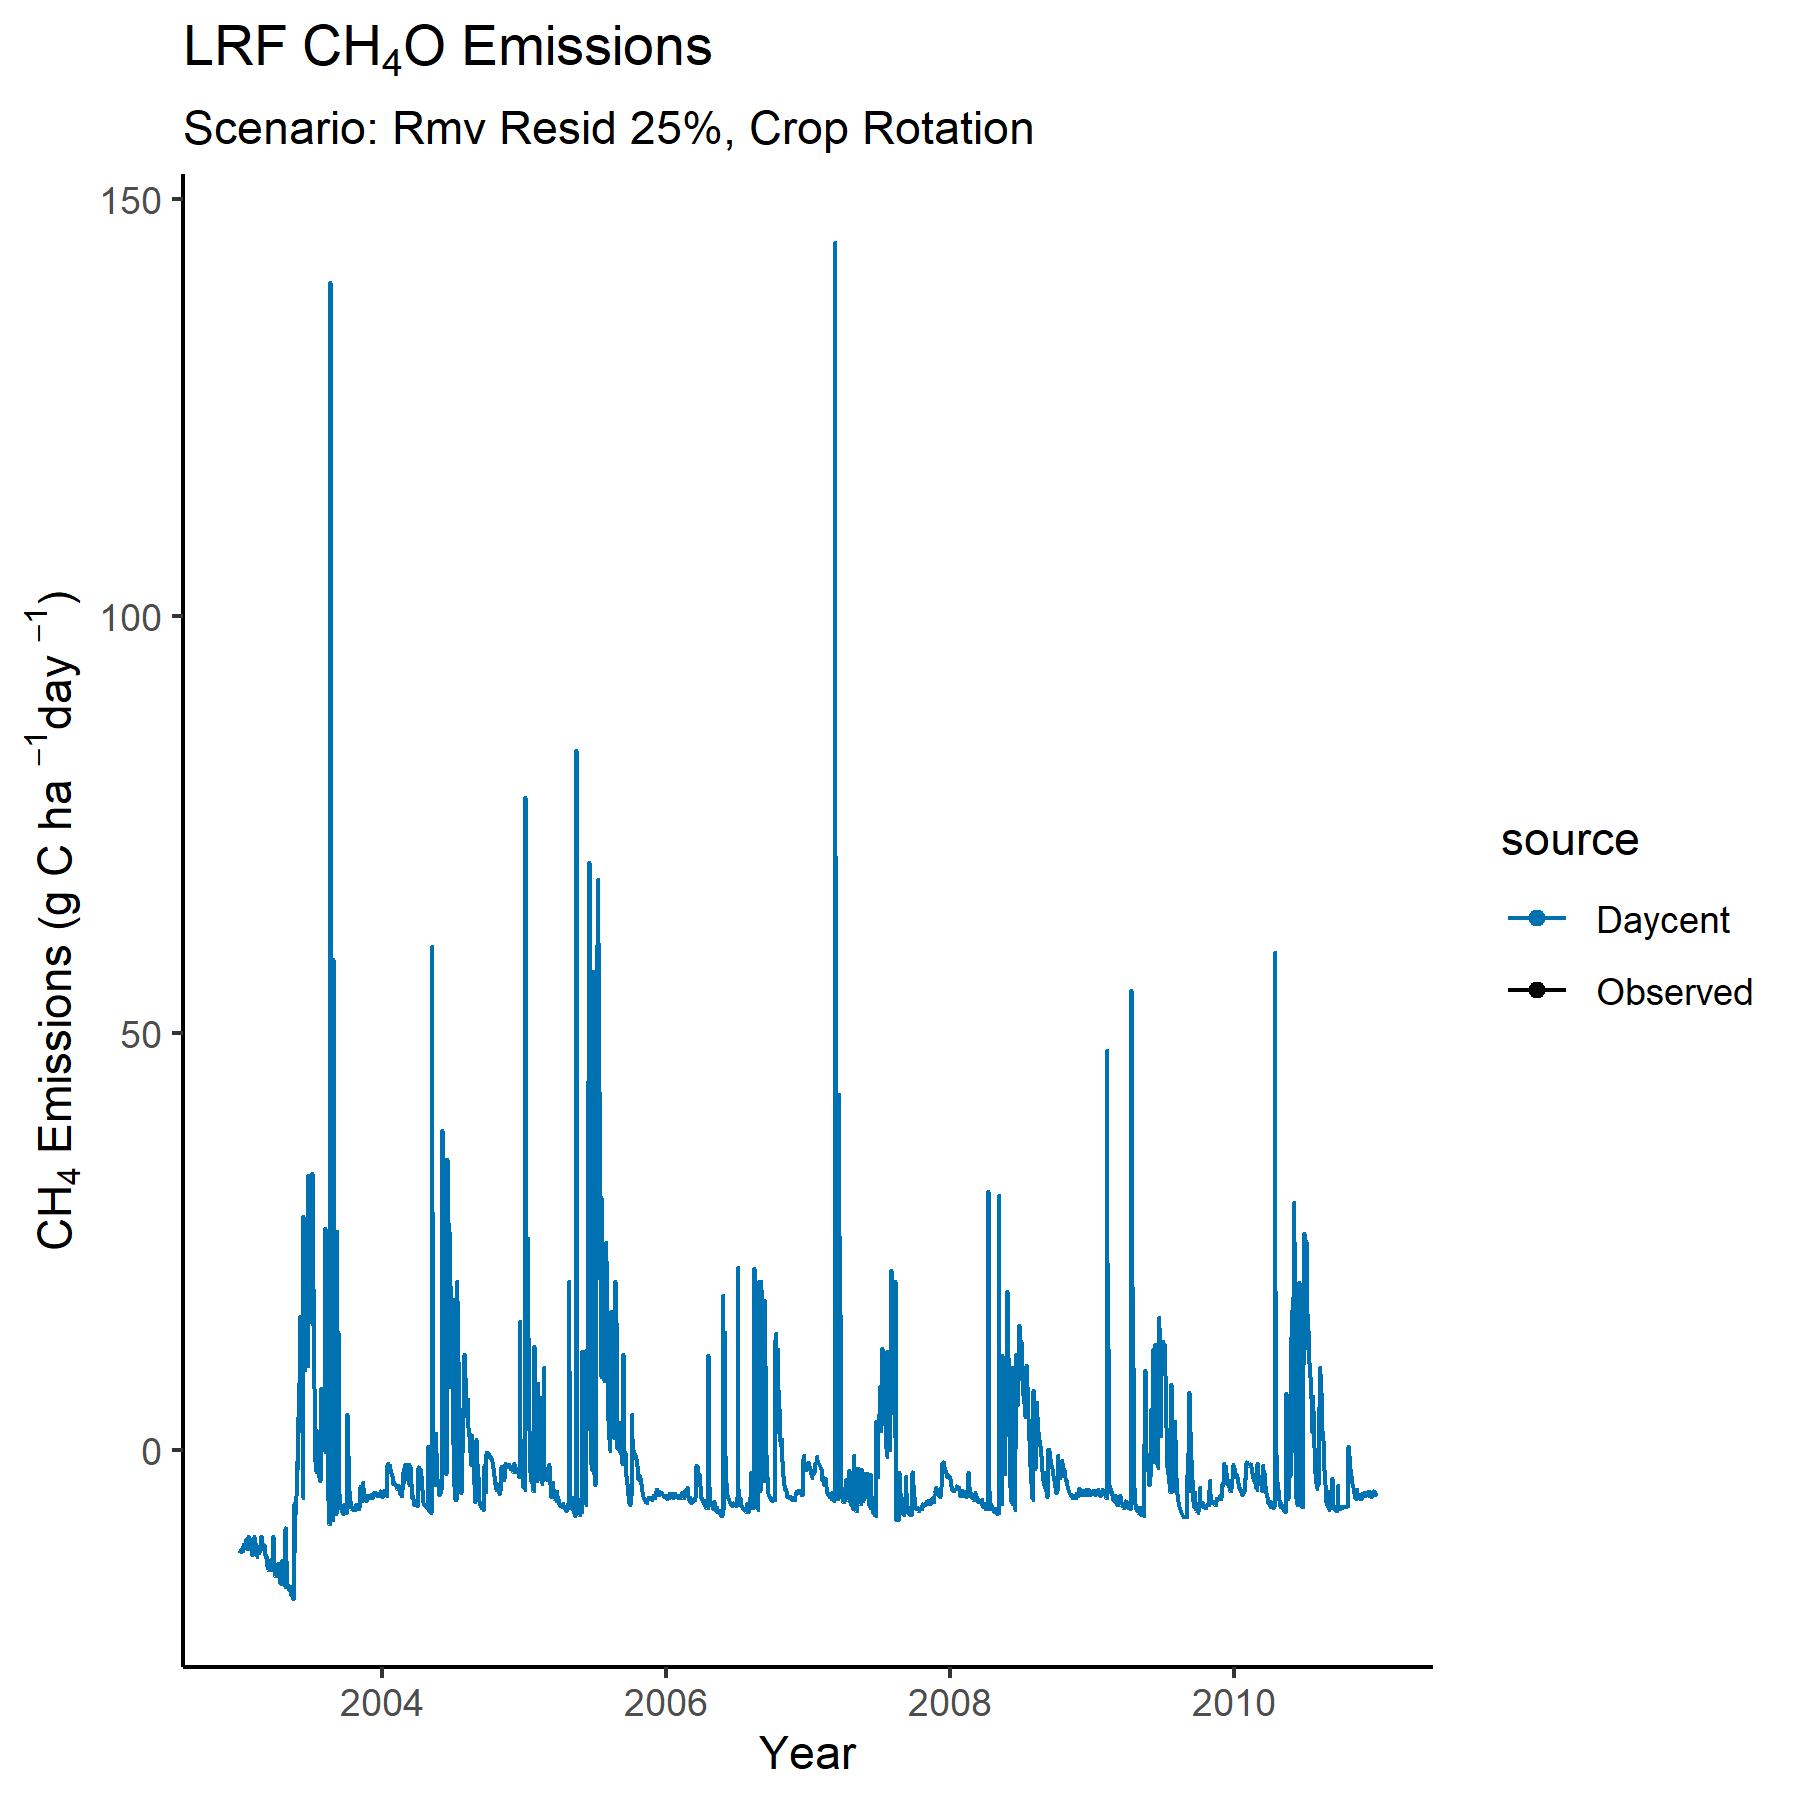 LRF CH₄O Emissions
Scenario: Rmv Resid 25%, Crop Rotation
CH₄ Emissions (g C ha ⁻¹day ⁻¹)
150
100
50
0
2004 2006 2008 2010
Year
source
Daycent
Observed